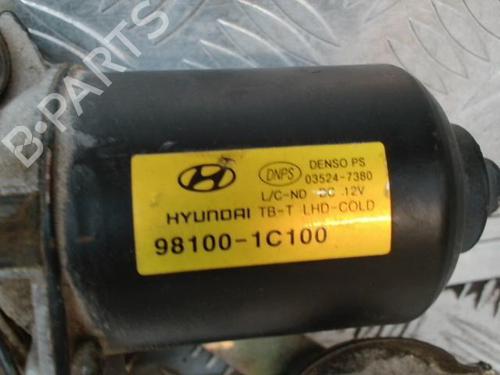 B-PARTS
DNPS
DENSO PS
03524-7380
L/C-ND DC 12V
HYUNDAI TB-T LHD-COLD
98100-1C100